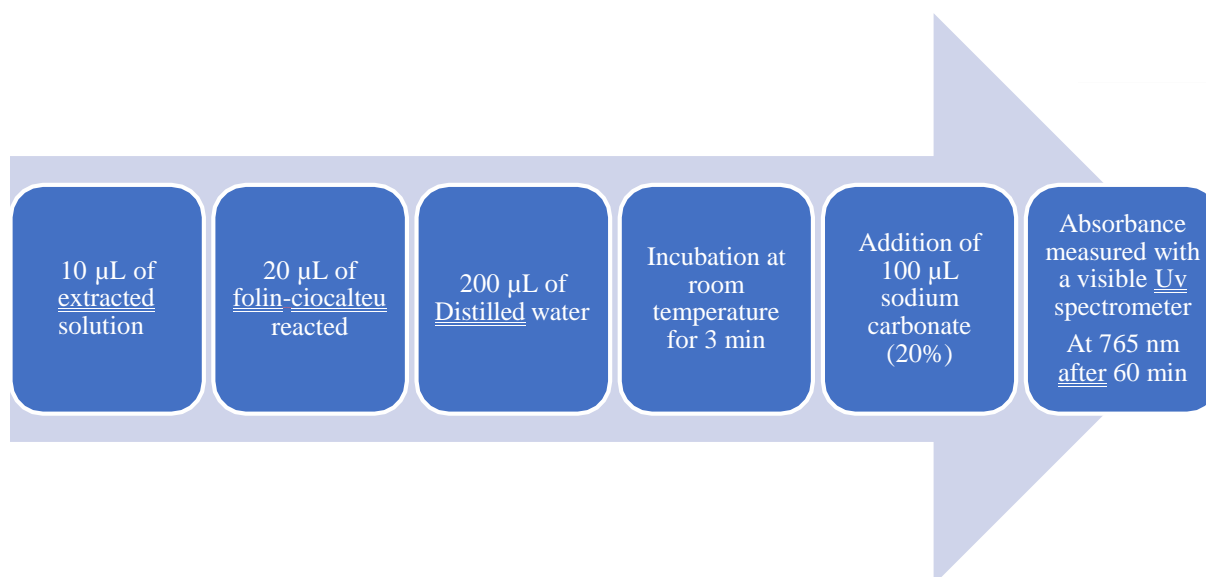 10 µL of
extracted
solution
20 µL of
folin-ciocalteu
reacted
200 µL of
Distilled water
Incubation at
room
temperature
for 3 min
Addition of
100 µL
sodium
carbonate
(20%)
Absorbance
measured with
a visible Uv
spectrometer
At 765 nm
after 60 min